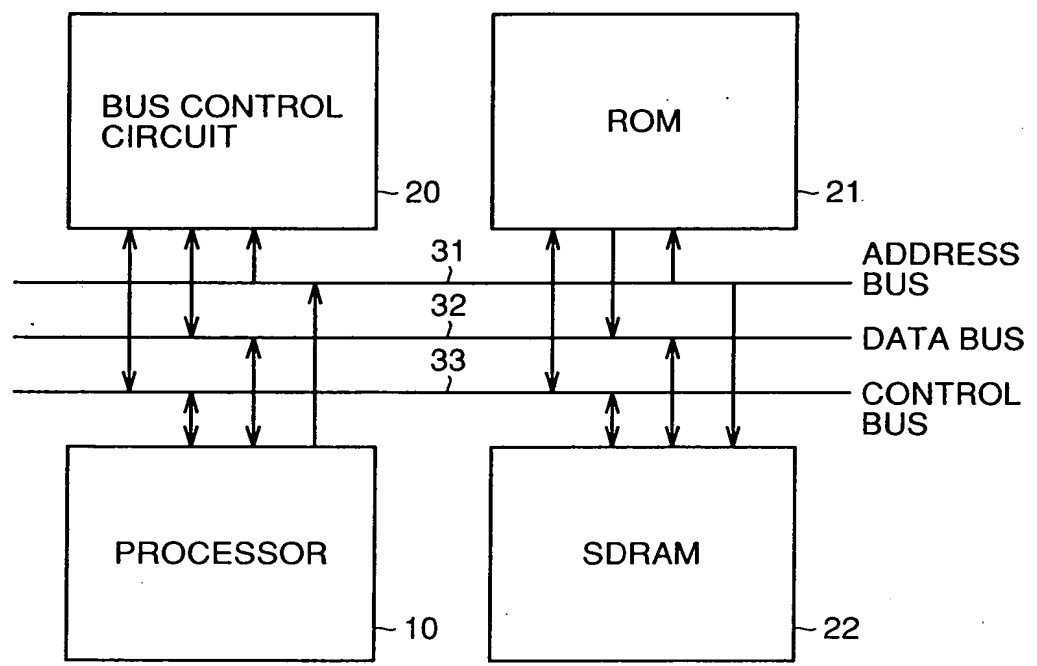 BUS CONTROL
CIRCUIT
20
ROM
21
31
ADDRESS
BUS
32
DATA BUS
33
CONTROL
BUS
PROCESSOR
10
SDRAM
22